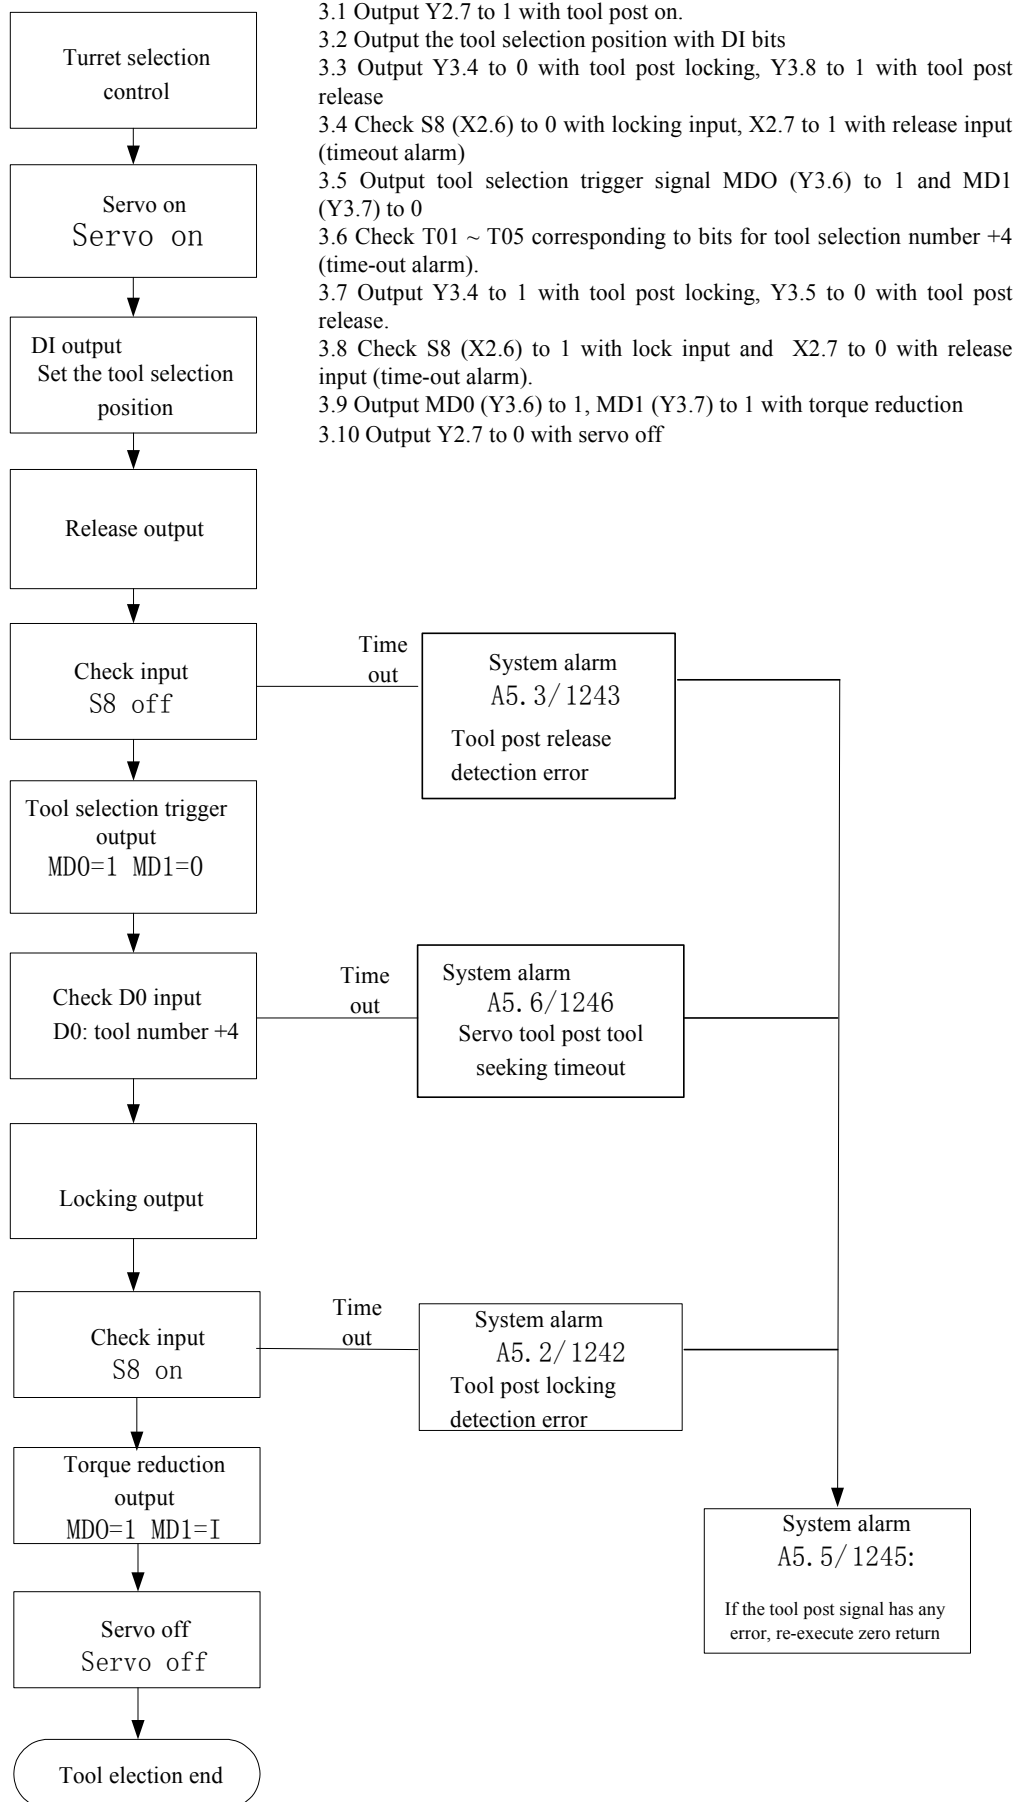 3.1 Output Y2.7 to 1 with tool post on.
3.2 Output the tool selection position with DI bits
3.3 Output Y3.4 to 0 with tool post locking, Y3.8 to 1 with tool post
release
3.4 Check S8 (X2.6) to 0 with locking input, X2.7 to 1 with release input
(timeout alarm)
3.5 Output tool selection trigger signal MDO (Y3.6) to 1 and MD1
(Y3.7) to 0
3.6 Check T01 ~ T05 corresponding to bits for tool selection number +4
(time-out alarm).
3.7 Output Y3.4 to 1 with tool post locking, Y3.5 to 0 with tool post
release.
3.8 Check S8 (X2.6) to 1 with lock input and X2.7 to 0 with release
input (time-out alarm).
3.9 Output MD0 (Y3.6) to 1, MD1 (Y3.7) to 1 with torque reduction
3.10 Output Y2.7 to 0 with servo off
Turret selection
control
Servo on
Servo on
DI output
Set the tool selection
position
Release output
Check input
S8 off
Time
out
System alarm
A5.3/1243
Tool post release
detection error
Tool selection trigger
output
MD0=1 MD1=0
Check D0 input
D0: tool number +4
Time
out
System alarm
A5.6/1246
Servo tool post tool
seeking timeout
Locking output
Check input
S8 on
Time
out
System alarm
A5.2/1242
Tool post locking
detection error
Torque reduction
output
MD0=1 MD1=I
System alarm
A5.5/1245:
If the tool post signal has any
error, re-execute zero return
Servo off
Servo off
Tool election end